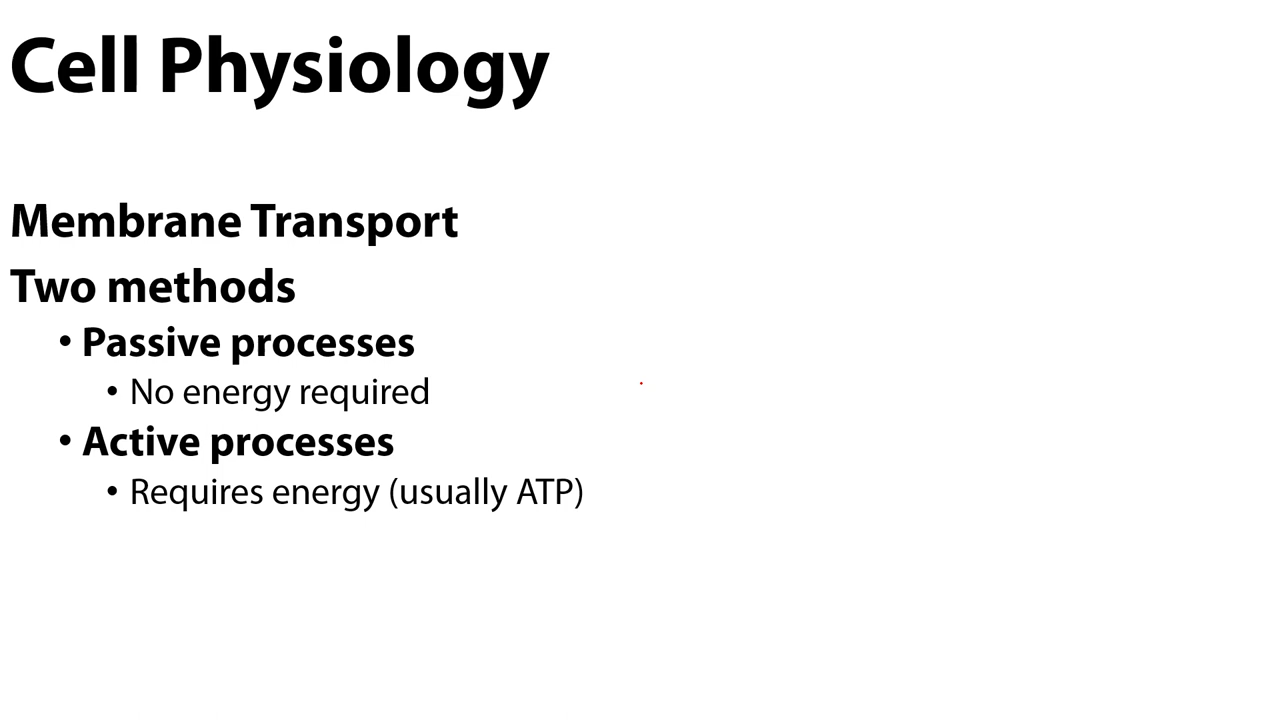 Cell Physiology
Membrane Transport
Two methods
• Passive processes
• No energy required
• Active processes
• Requires energy (usually ATP)